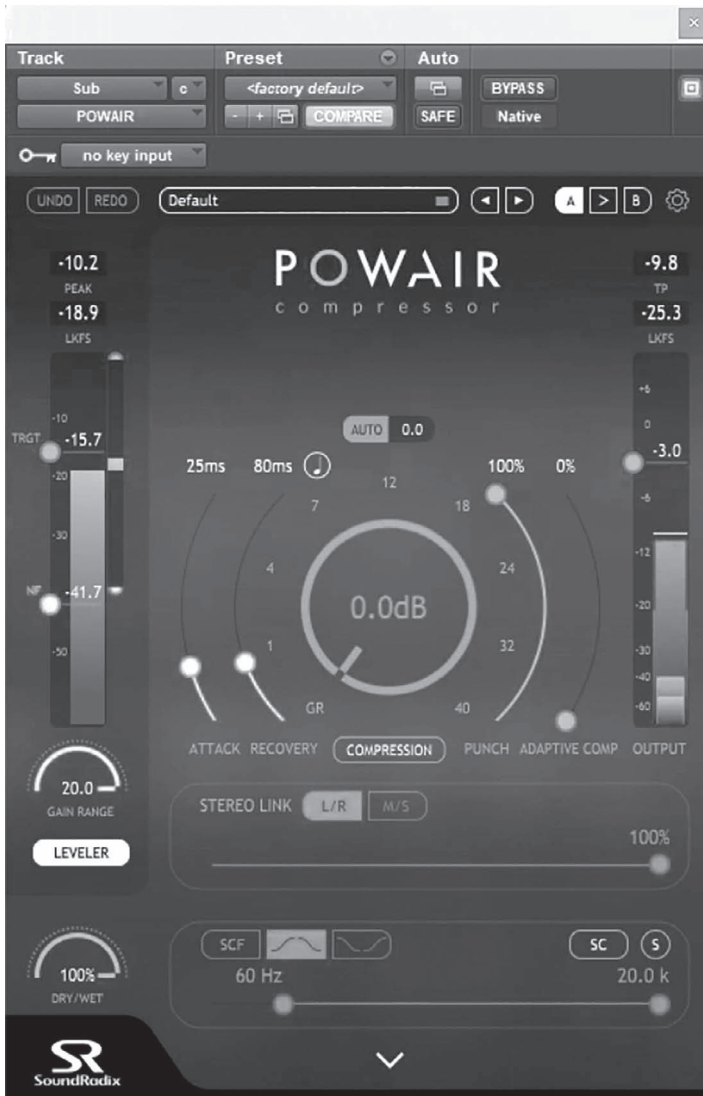 Track Preset Auto
Sub c <factory default> BYPASS
POWAIR - + COMPARE SAFE Native
no key input
UNDO REDO Default A > B
-10.2 POWAIR -9.8
PEAK compressor TP
-18.9 -25.3
LKFS LKFS
+6
-10 AUTO 0.0 0
TRGT -15.7 -3.0
25ms 80ms 100% 0%
-20 12 -6
7 18
-30 -12
4 24
NF -41.7 0.0dB -20
-50 1 32 -30
-40
GR 40 -60
ATTACK RECOVERY COMPRESSION PUNCH ADAPTIVE COMP OUTPUT
20.0
GAIN RANGE STEREO LINK L/R M/S
100%
LEVELER
SCF SC S
100% 60 Hz 20.0 k
DRY/WET
SR
SoundRadix